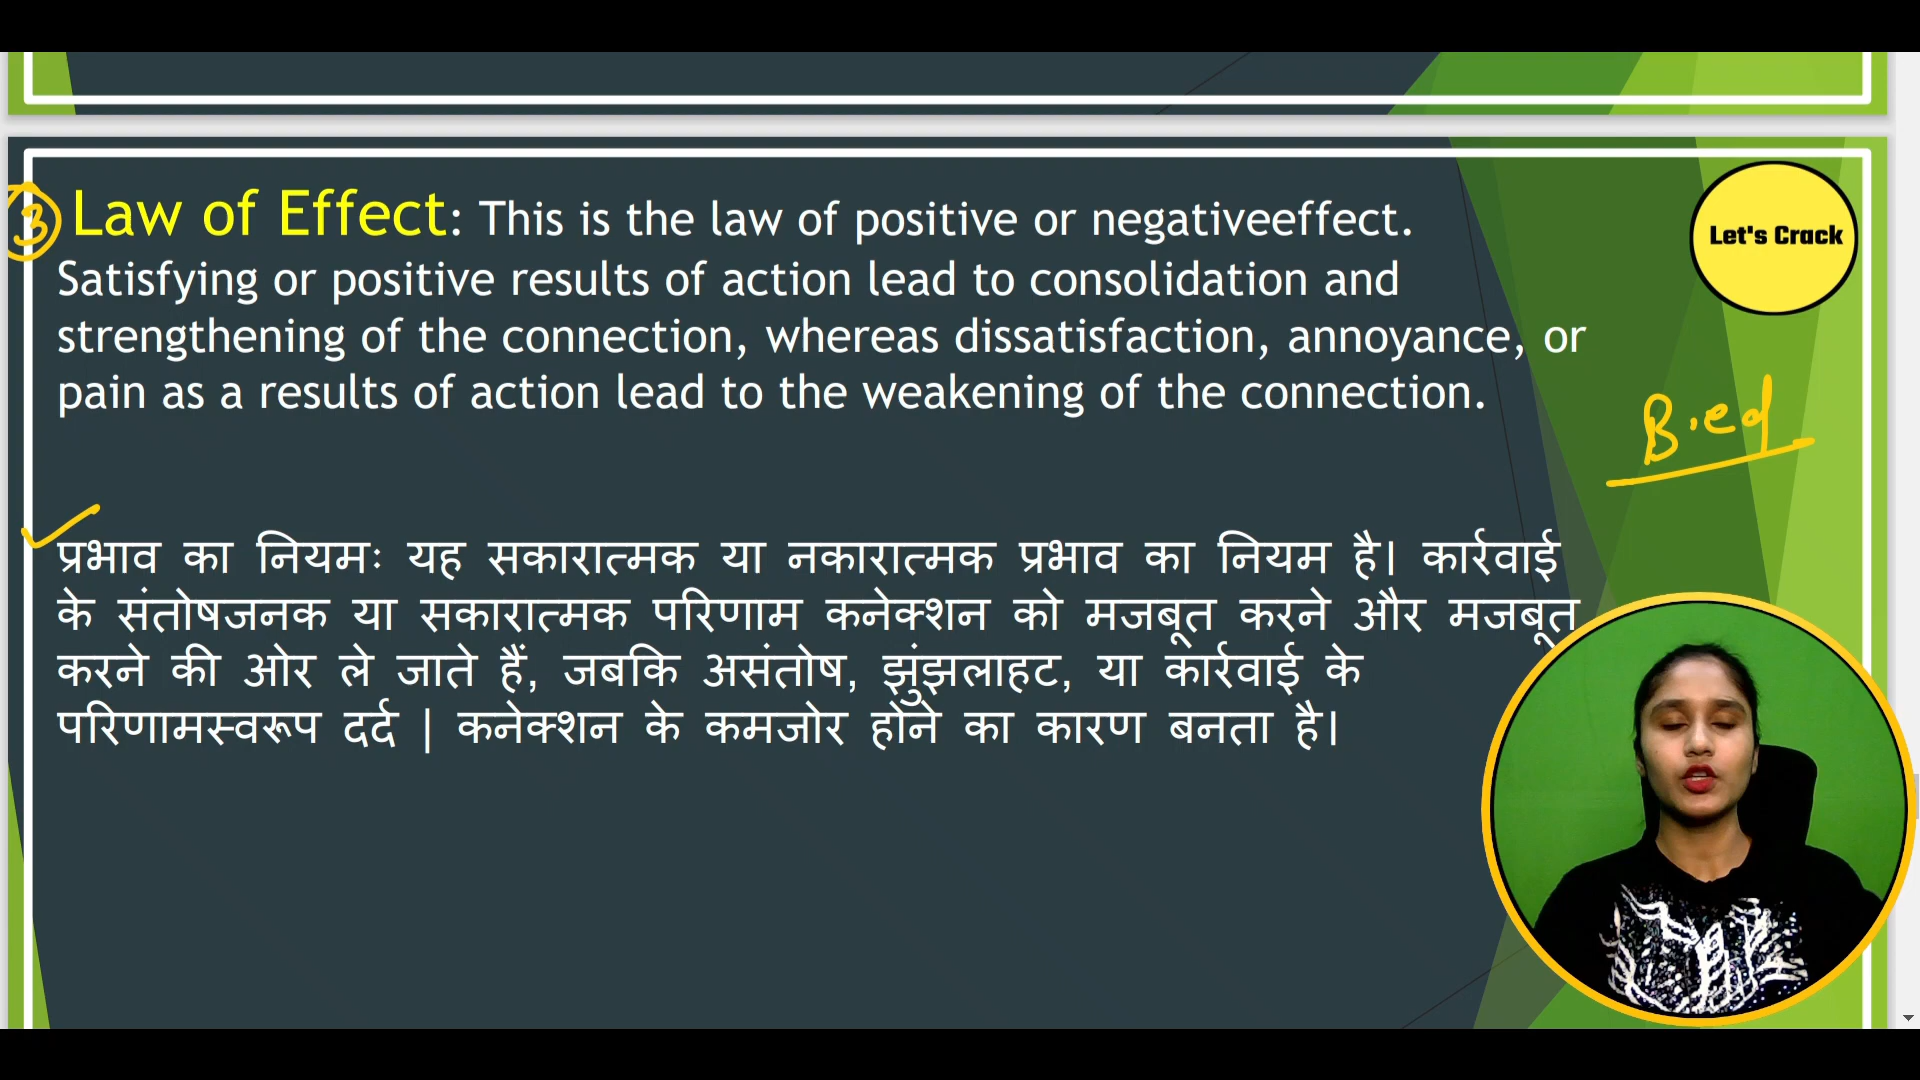 3 Law of Effect: This is the law of positive or negativeeffect.
Let's Crack
Satisfying or positive results of action lead to consolidation and
strengthening of the connection, whereas dissatisfaction, annoyance, or
pain as a results of action lead to the weakening of the connection.
B.ed
प्रभाव का नियमः यह सकारात्मक या नकारात्मक प्रभाव का नियम है। कार्रवाई
के संतोषजनक या सकारात्मक परिणाम कनेक्शन को मजबूत करने और मजबूत
करने की ओर ले जाते हैं, जबकि असंतोष, झुंझलाहट, या कार्रवाई के
परिणामस्वरूप दर्द | कनेक्शन के कमजोर होने का कारण बनता है।